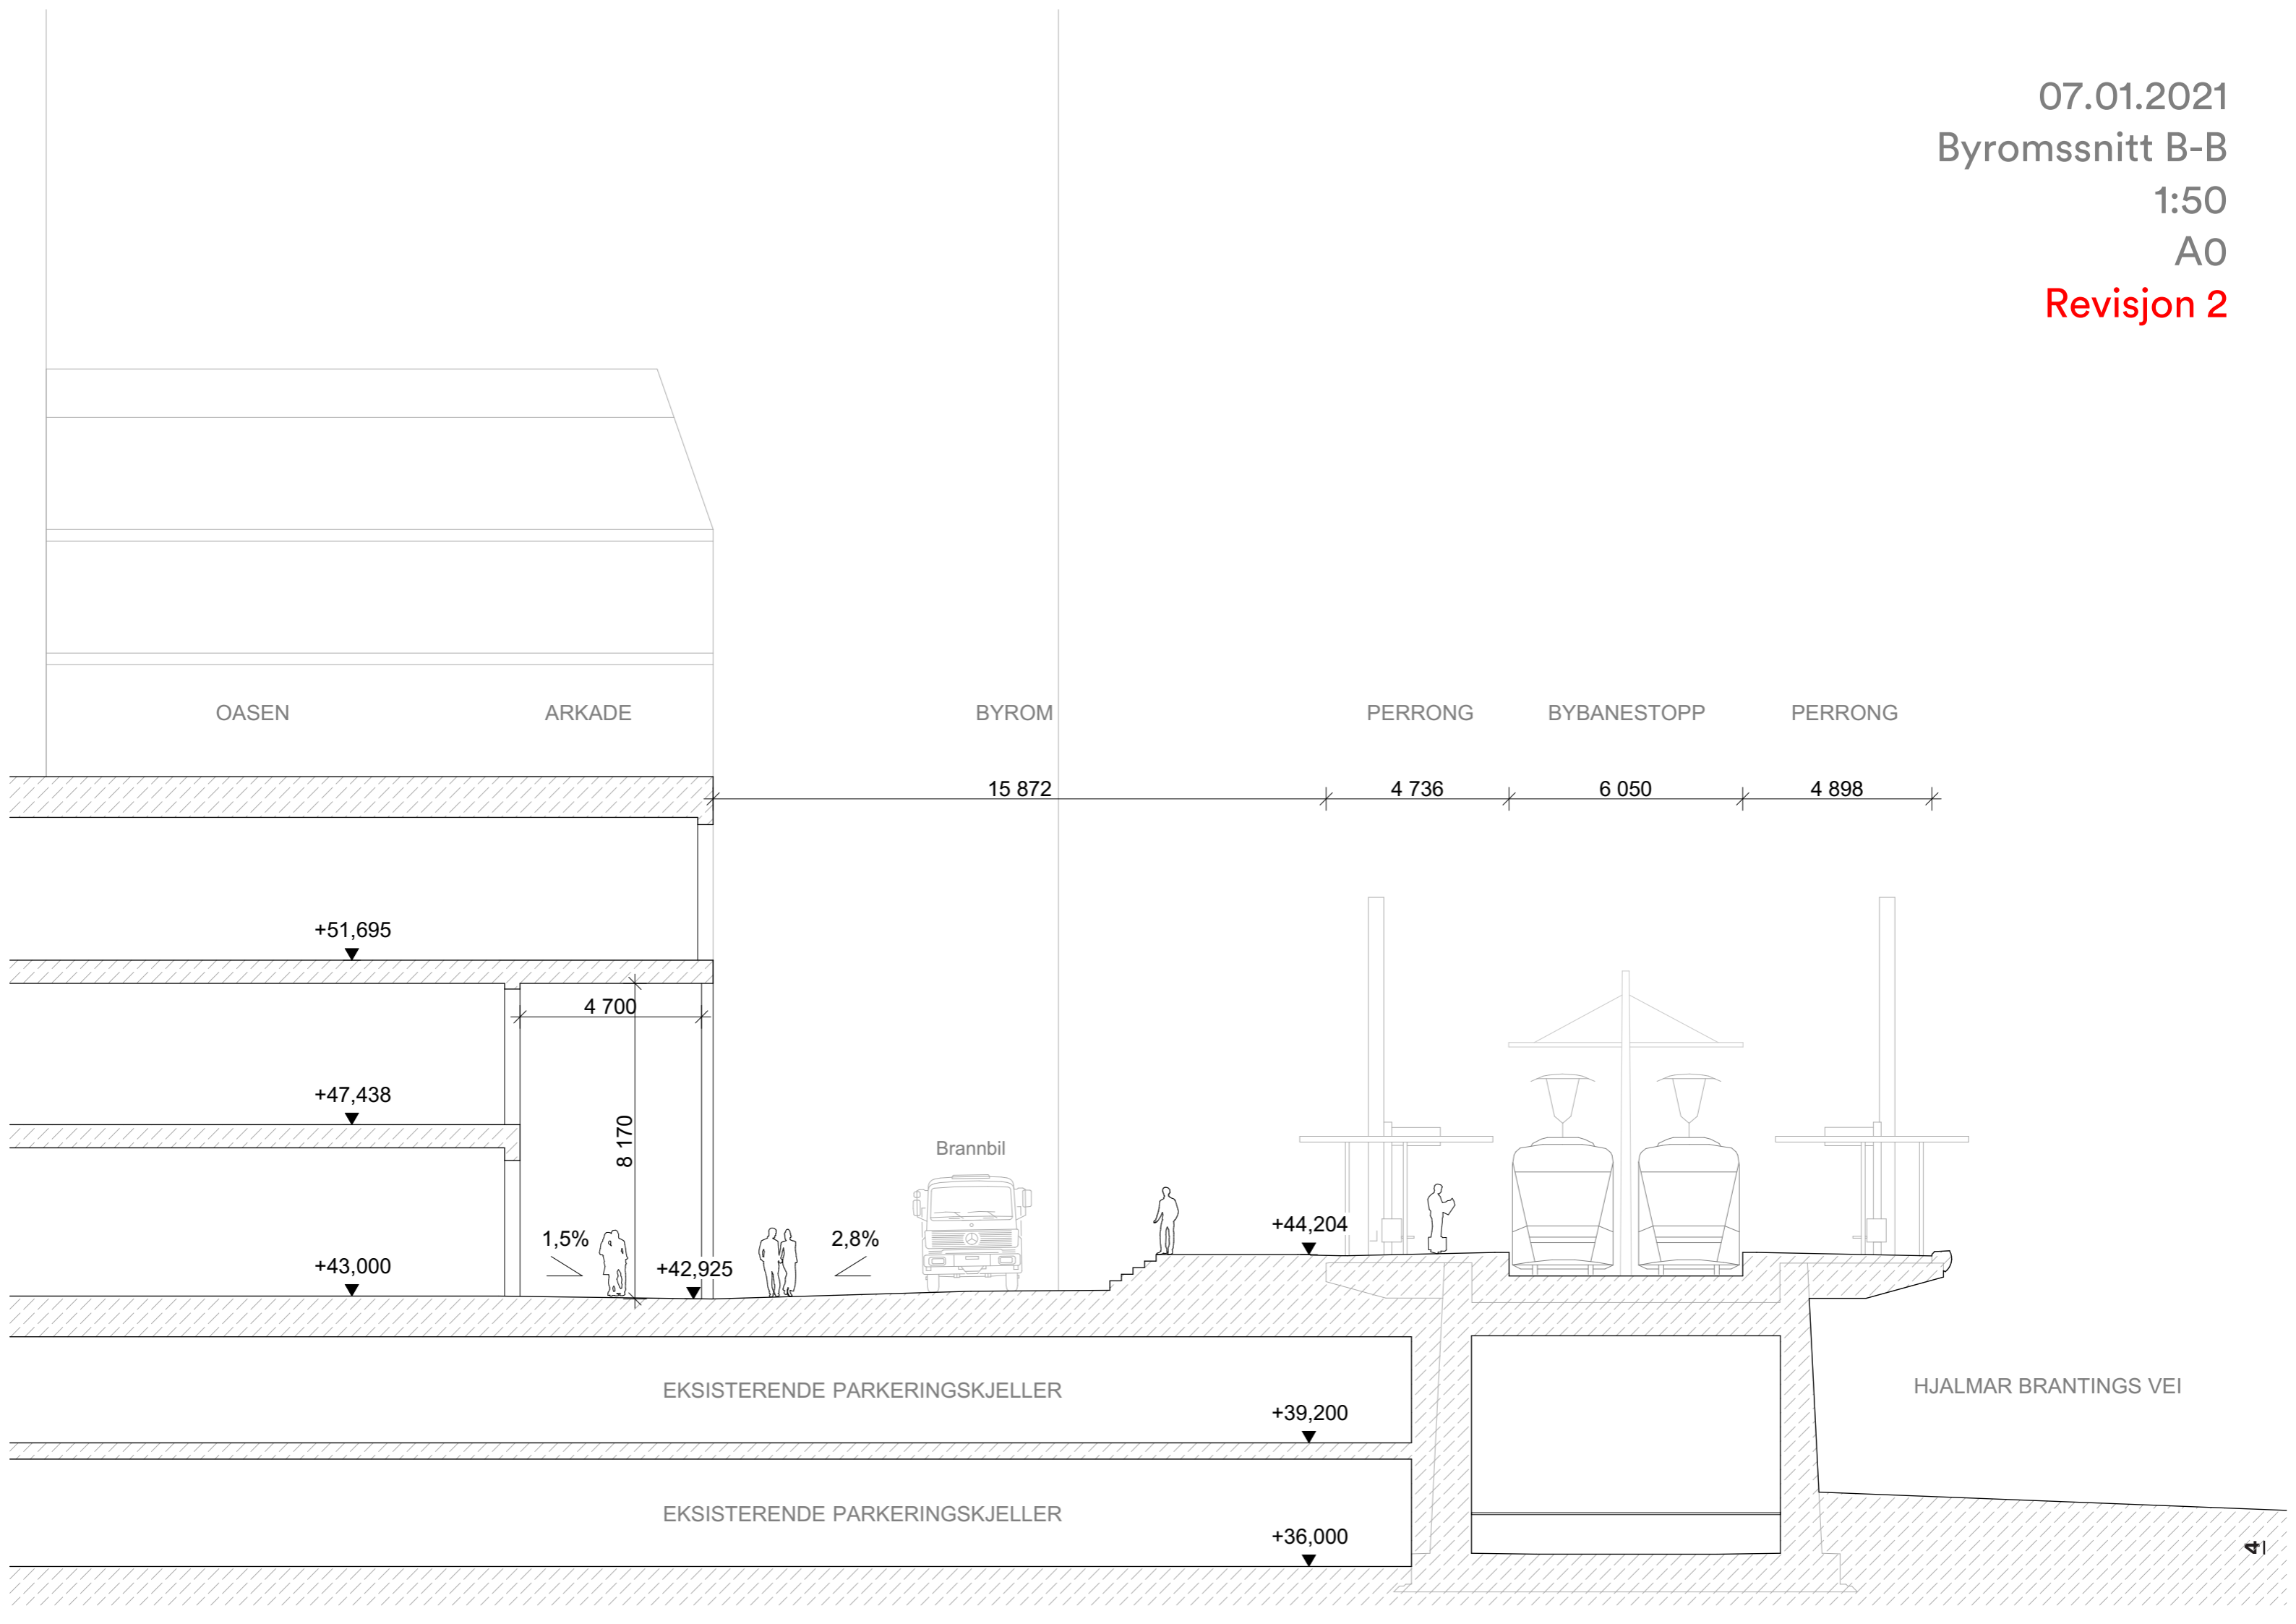 07.01.2021
Byromssnitt B-B
1:50
A0
Revisjon 2
OASEN
ARKADE
BYROM
PERRONG
BYBANESTOPP
PERRONG
15 872
4 736
6 050
4 898
+51,695
4 700
+47,438
8 170
Brannbil
1,5%
2,8%
+44,204
+43,000
+42,925
EKSISTERENDE PARKERINGSKJELLER
HJALMAR BRANTINGS VEI
+39,200
EKSISTERENDE PARKERINGSKJELLER
+36,000
4